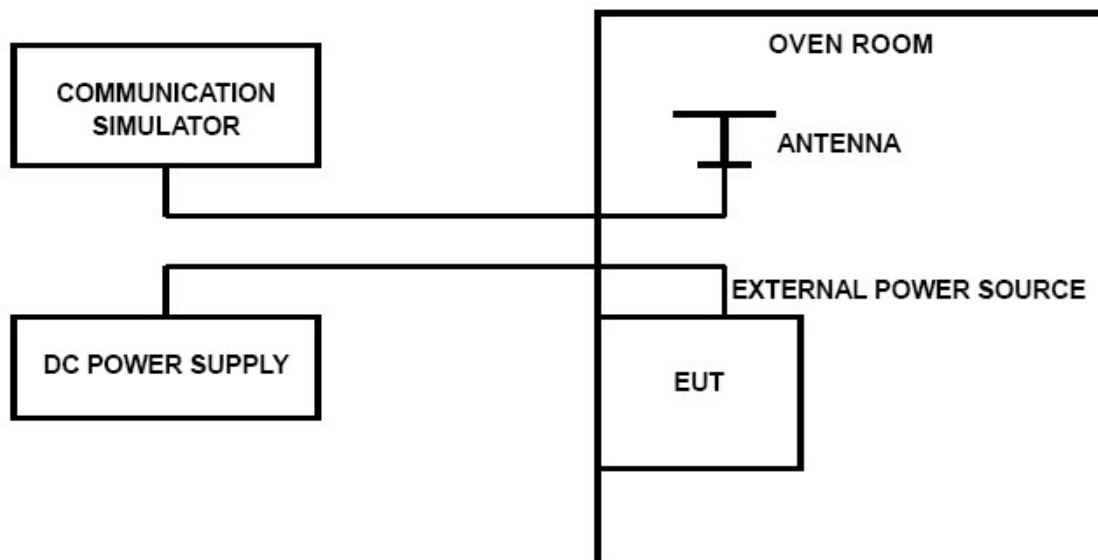 OVEN ROOM
COMMUNICATION
SIMULATOR
ANTENNA
EXTERNAL POWER SOURCE
DC POWER SUPPLY
EUT